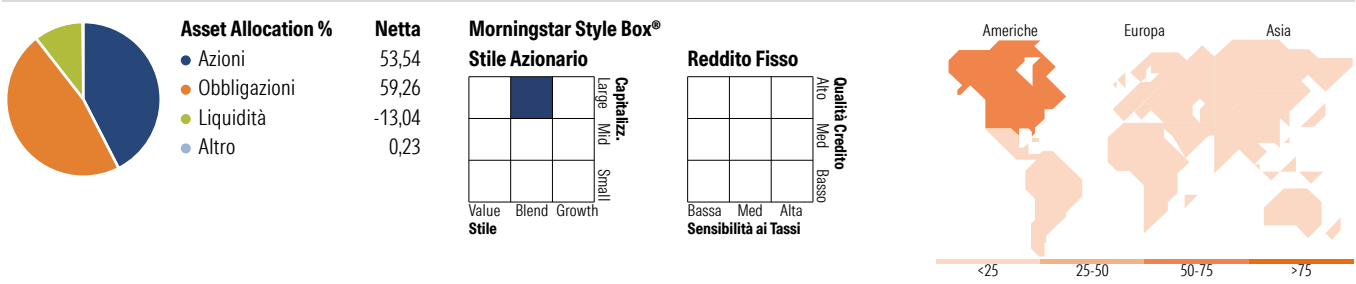 Asset Allocation % Netta
Azioni 53,54
Obbligazioni 59,26
Liquidità -13,04
Altro 0,23
Morningstar Style Box®
Stile Azionario
Large
Mid
Small
Capitalizz.
Value Blend Growth
Stile
Reddito Fisso
Alto
Med
Basso
Qualità Credito
Bassa Med Alta
Sensibilità ai Tassi
Americhe Europa Asia
<25 25-50 50-75 >75